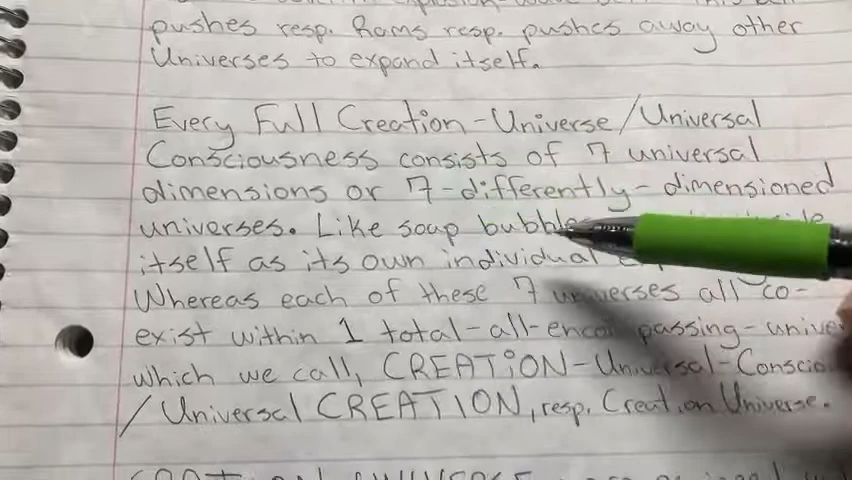 pushes resp. Rams resp. pushes away other
Universes to expand itself.
Every Full Creation-Universe/Universal
Consciousness consists of 7 universal
dimensions or 7-differently-dimensioned
universes. Like soap bubbles
itself as its own individual
Whereas each of these 7 universes all co-
exist within 1 total-all-encompassing-unive
which we call, CREATiON-Universal-Conscio
/Universal CREATION, resp. Creation Universe.